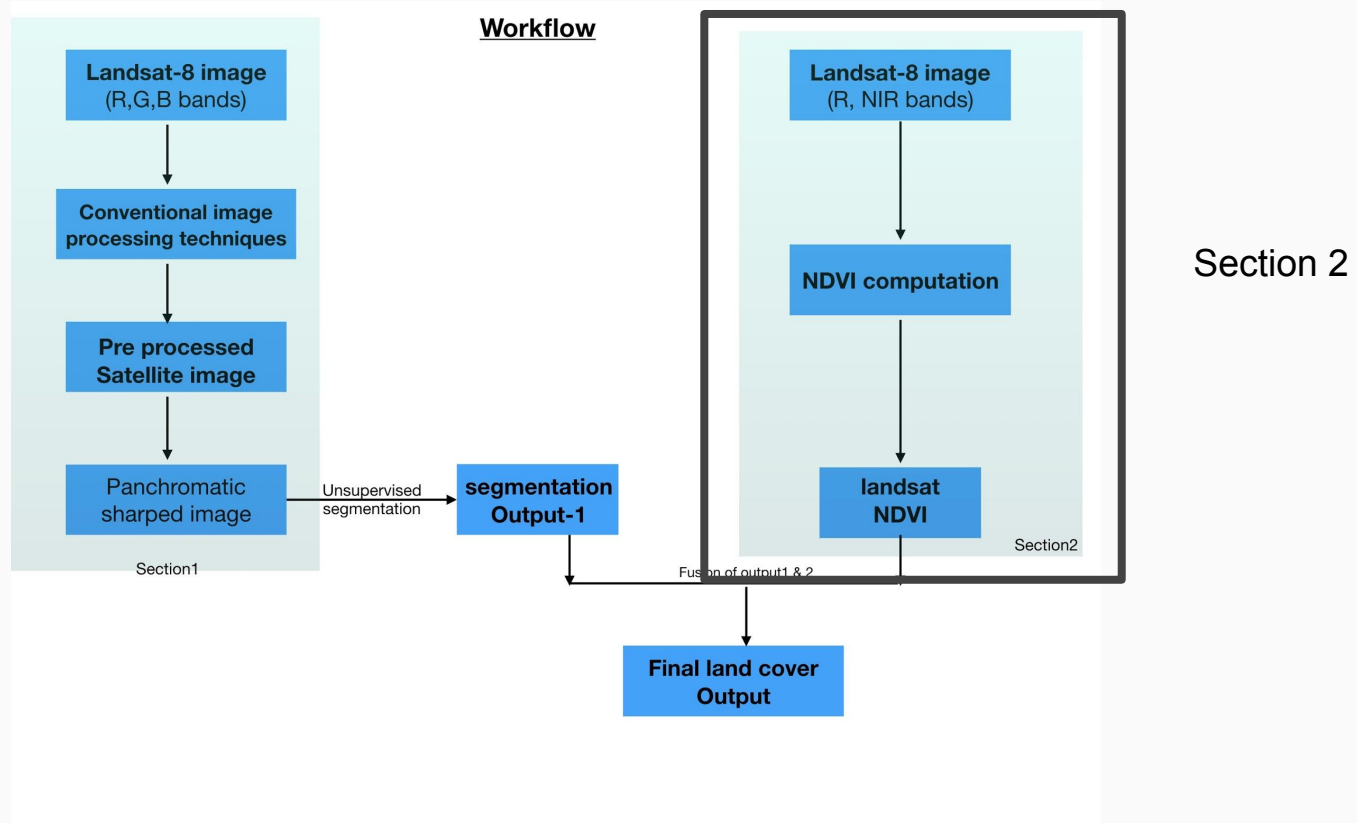 Workflow
Landsat-8 image
(R,G,B bands)
Conventional image
processing techniques
Pre processed
Satellite image
Panchromatic
sharped image
Section1
Unsupervised
segmentation
segmentation
Output-1
Landsat-8 image
(R, NIR bands)
NDVI computation
landsat
NDVI
Section2
Fusion of output1 & 2
Final land cover
Output
Section 2